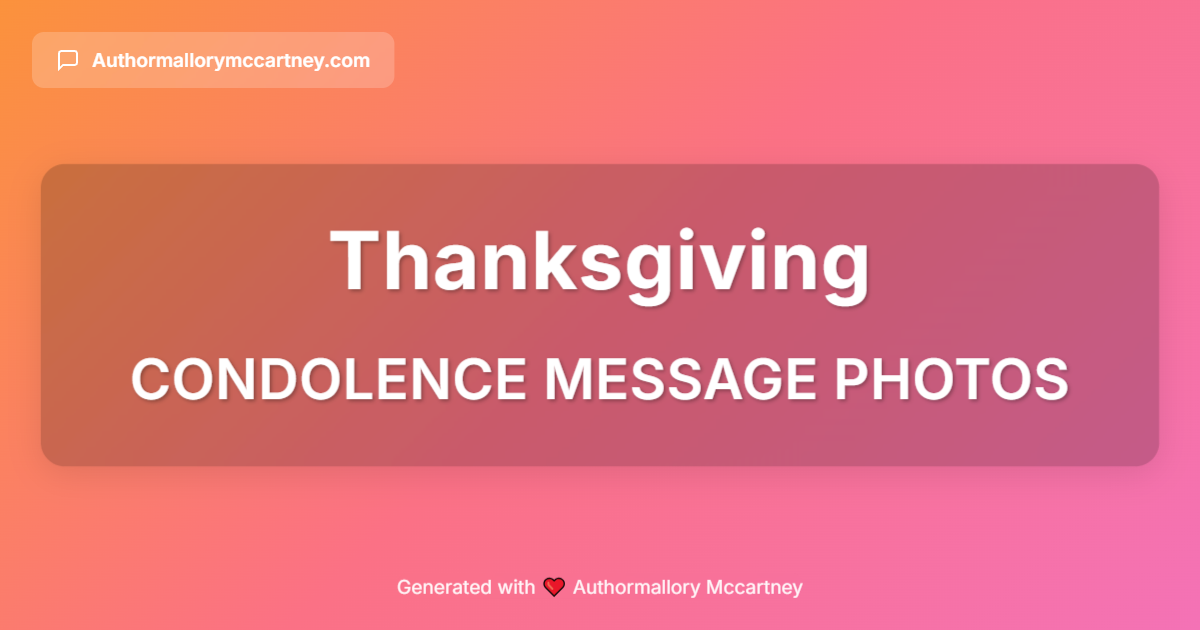 Authormallorymccartney.com
Thanksgiving
CONDOLENCE MESSAGE PHOTOS
Generated with ❤️ Authormallory Mccartney